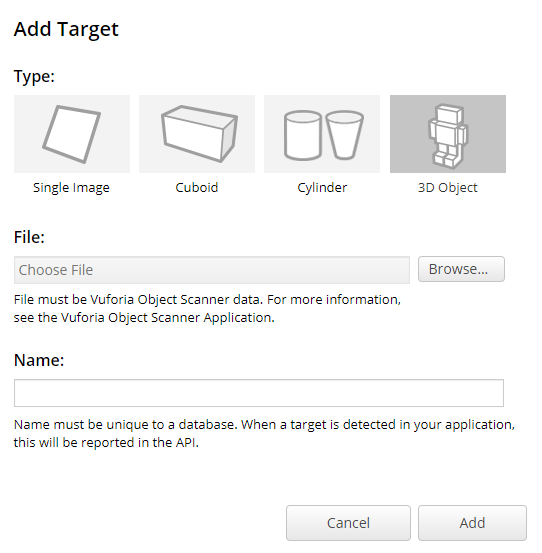 Add Target
Type:
Single Image
Cuboid
Cylinder
3D Object
File:
Choose File
Browse...
File must be Vuforia Object Scanner data. For more information,
see the Vuforia Object Scanner Application.
Name:
Name must be unique to a database. When a target is detected in your application,
this will be reported in the API.
Cancel
Add